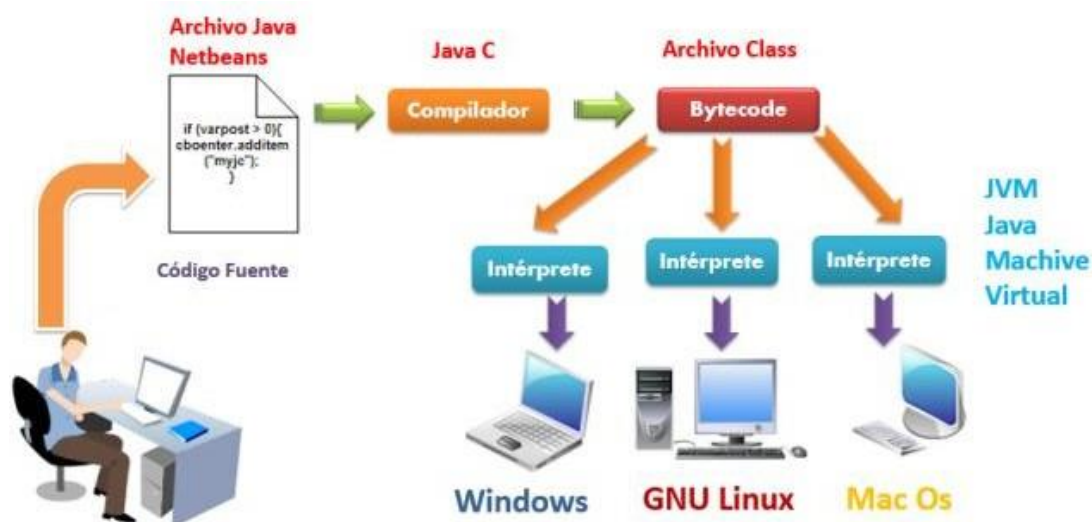 Archivo Java
Netbeans
Java C
Archivo Class
if (varpost > 0){
cboenter.additem
("myjc");
}
Compilador
Bytecode
Código Fuente
Intérprete
Intérprete
Intérprete
JVM
Java
Machive
Virtual
Windows
GNU Linux
Mac Os